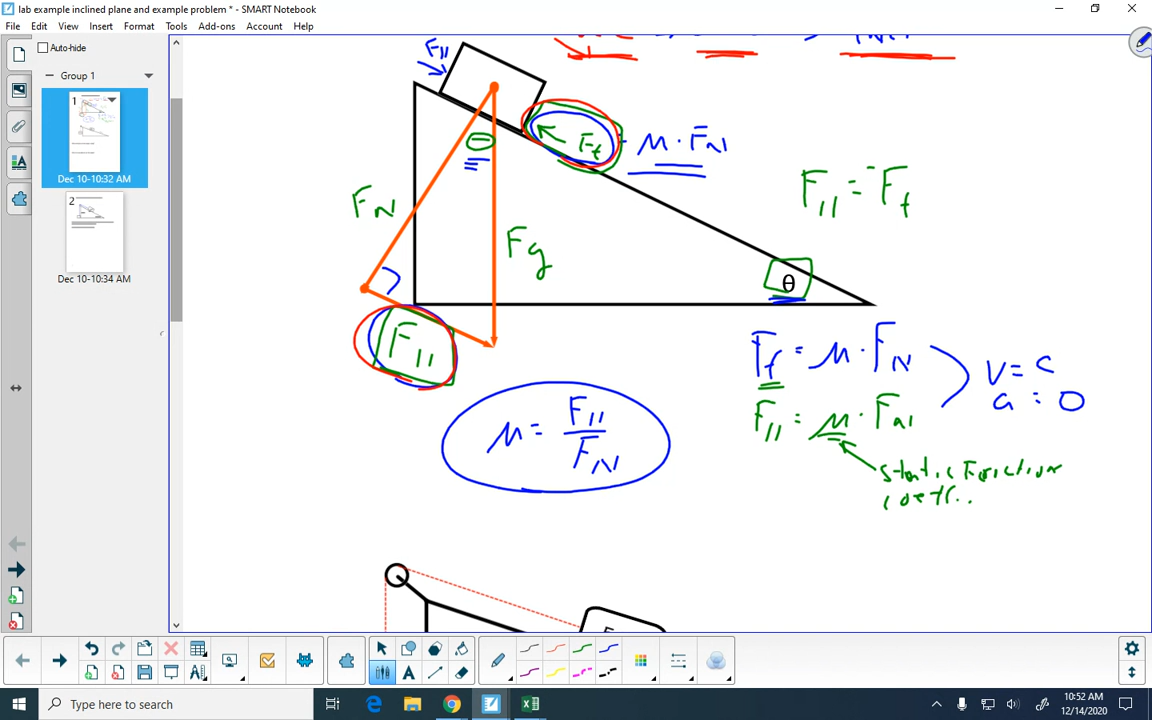 lab example inclined plane and example problem * - SMART Notebook
File Edit View Insert Format Tools Add-ons Account Help
Auto-hide
Group 1
1
Dec 10-10:32 AM
2
Dec 10-10:34 AM
F||
θ
Ff = μ · FN
F|| = -Ff
FN
Fg
θ
F||
Ff = μ · FN
v = c
a = 0
F|| = μ · FN
μ = F|| / FN
static
Type here to search
10:52 AM
12/14/2020